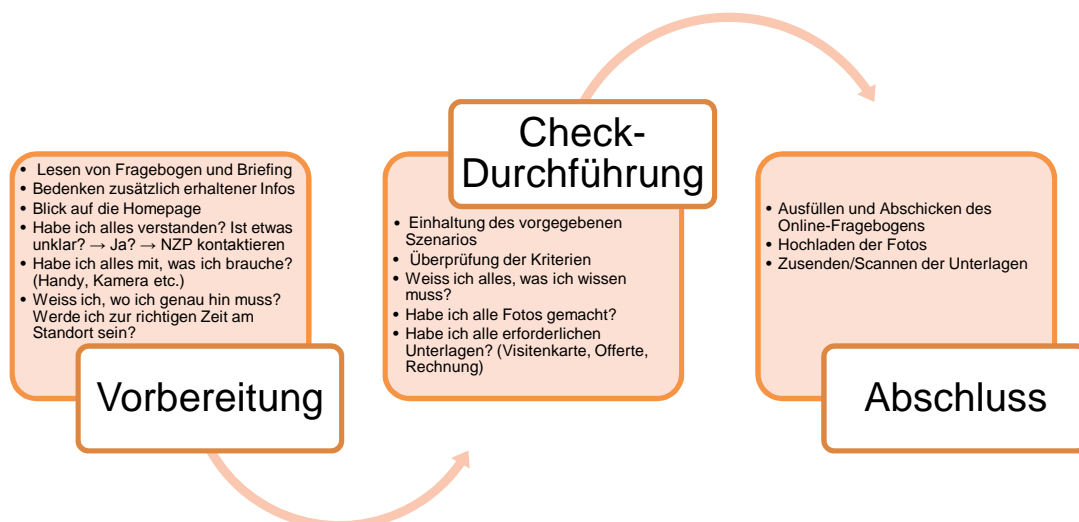 • Lesen von Fragebogen und Briefing
• Bedenken zusätzlich erhaltener Infos
• Blick auf die Homepage
• Habe ich alles verstanden? Ist etwas
unklar? → Ja? → NZP kontaktieren
• Habe ich alles mit, was ich brauche?
(Handy, Kamera etc.)
• Weiss ich, wo ich genau hin muss?
Werde ich zur richtigen Zeit am
Standort sein?
Vorbereitung
Check-
Durchführung
• Einhaltung des vorgegebenen
Szenarios
• Überprüfung der Kriterien
• Weiss ich alles, was ich wissen
muss?
• Habe ich alle Fotos gemacht?
• Habe ich alle erforderlichen
Unterlagen? (Visitenkarte, Offerte,
Rechnung)
• Ausfüllen und Abschicken des
Online-Fragebogens
• Hochladen der Fotos
• Zusenden/Scannen der Unterlagen
Abschluss